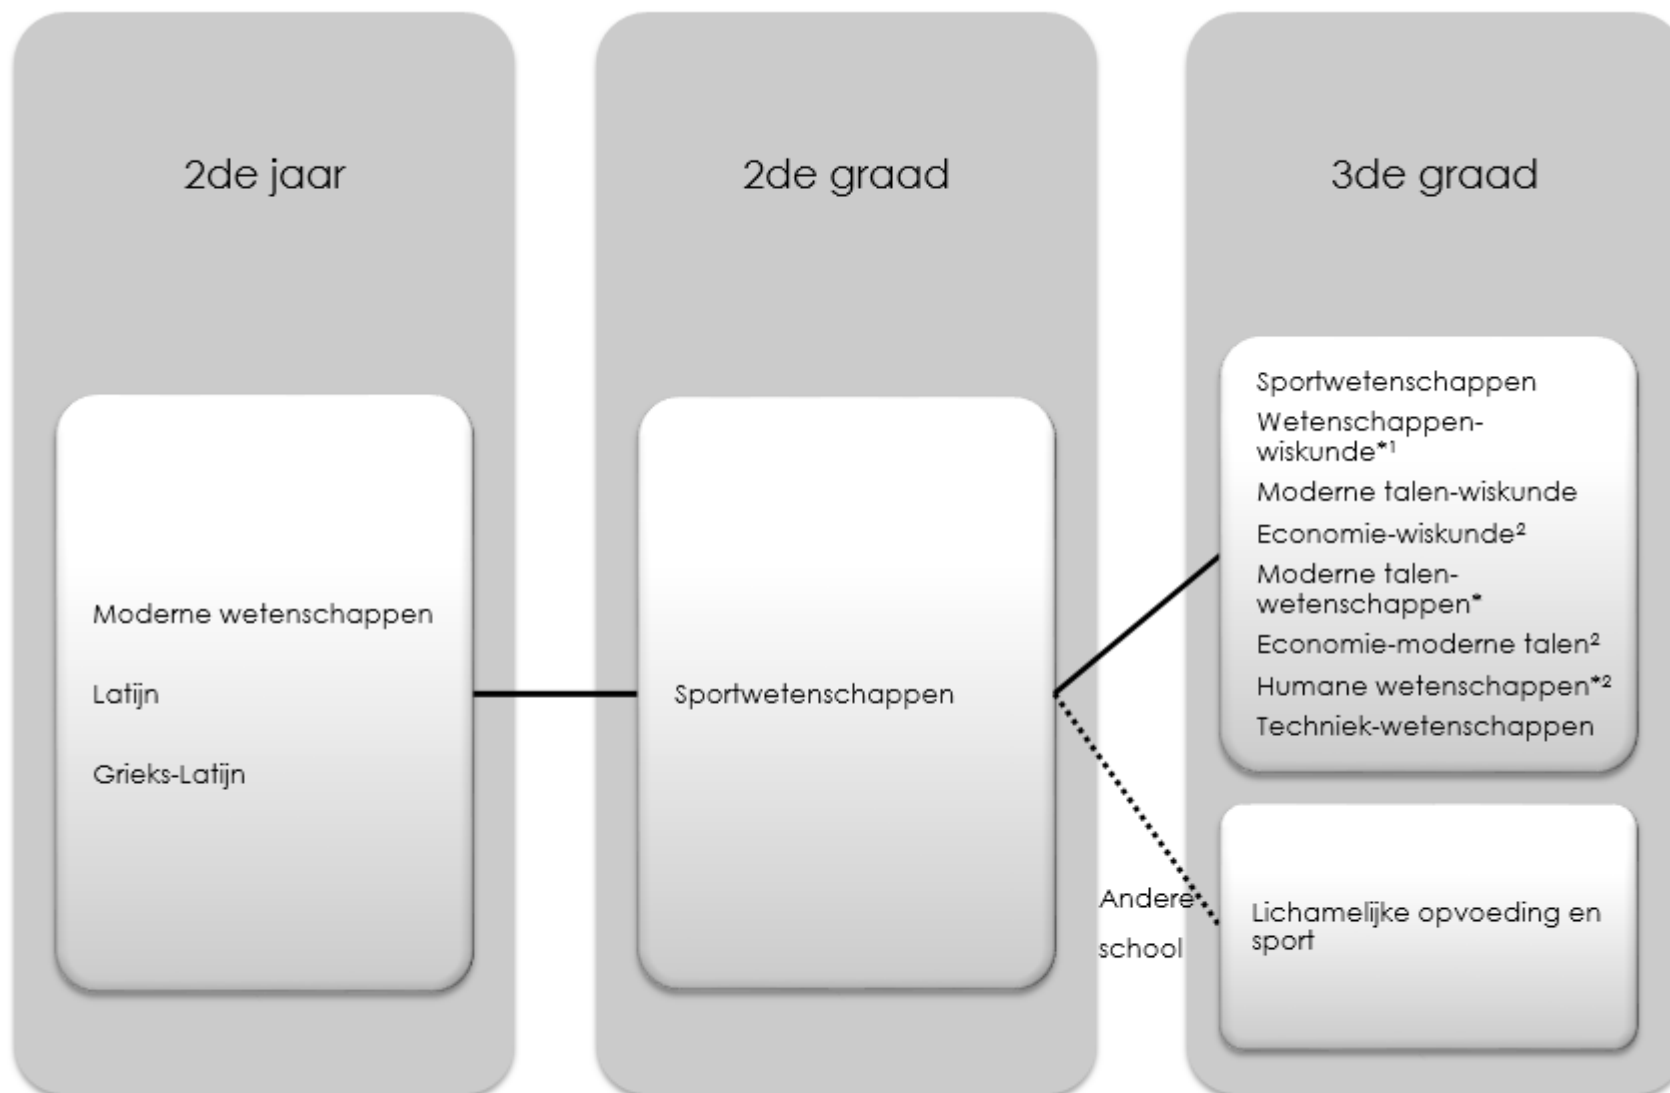 2de jaar
Moderne wetenschappen
Latijn
Grieks-Latijn
2de graad
Sportwetenschappen
3de graad
Sportwetenschappen
Wetenschappen-
wiskunde*¹
Moderne talen-wiskunde
Economie-wiskunde²
Moderne talen-
wetenschappen*
Economie-moderne talen²
Humane wetenschappen*²
Techniek-wetenschappen
Andere
school
Lichamelijke opvoeding en
sport